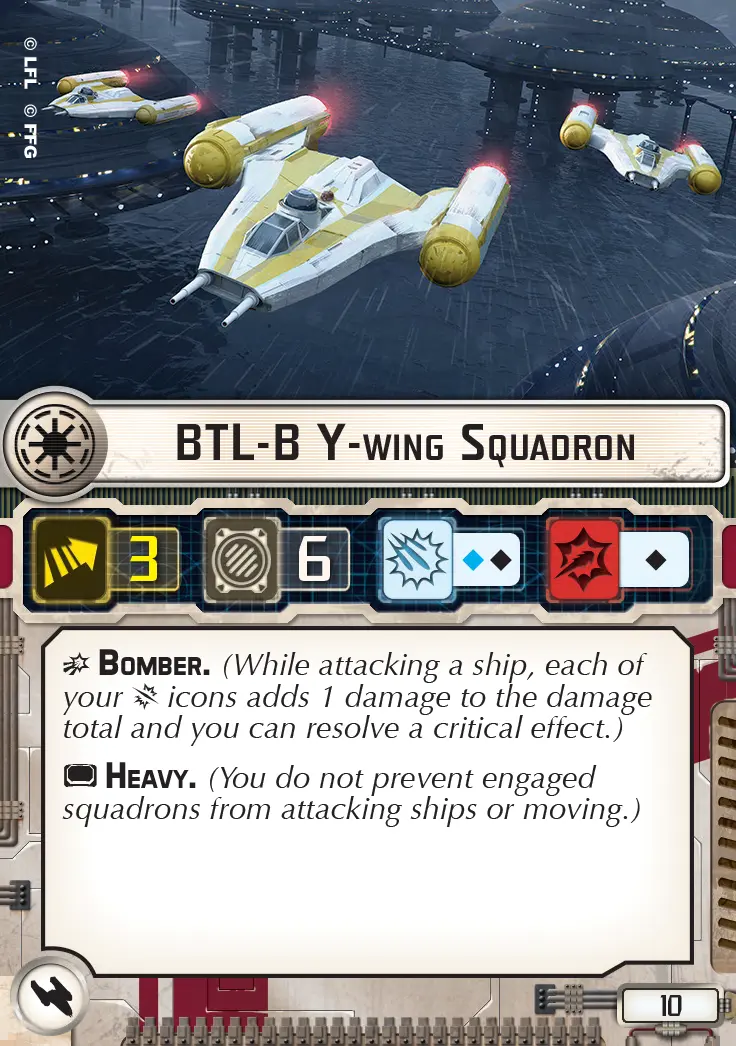 © LFL © FFG
BTL-B Y-WING SQUADRON
3 6
BOMBER. (While attacking a ship, each of
your icons adds 1 damage to the damage
total and you can resolve a critical effect.)
HEAVY. (You do not prevent engaged
squadrons from attacking ships or moving.)
10